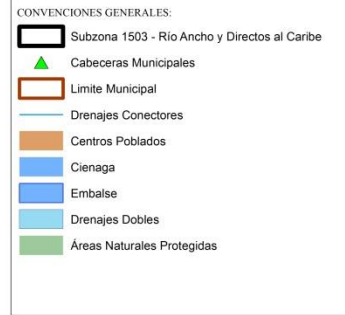 CONVENCIONES GENERALES:
Subzona 1503 - Río Ancho y Directos al Caribe
Cabeceras Municipales
Limite Municipal
Drenajes Conectores
Centros Poblados
Cienaga
Embalse
Drenajes Dobles
Áreas Naturales Protegidas